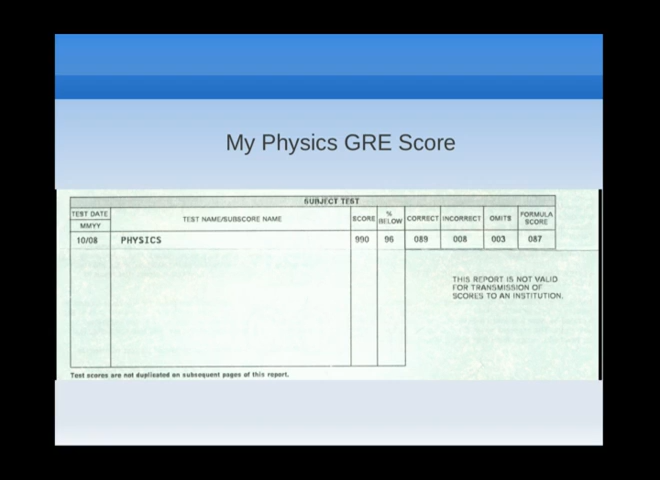 My Physics GRE Score
SUBJECT TEST
TEST DATE
MMYY
TEST NAME/SUBSCORE NAME
SCORE
% BELOW
CORRECT
INCORRECT
OMITS
FORMULA SCORE
10/08 PHYSICS 990 96 089 008 003 087
THIS REPORT IS NOT VALID
FOR TRANSMISSION OF
SCORES TO AN INSTITUTION.
Test scores are not duplicated on subsequent pages of this report.